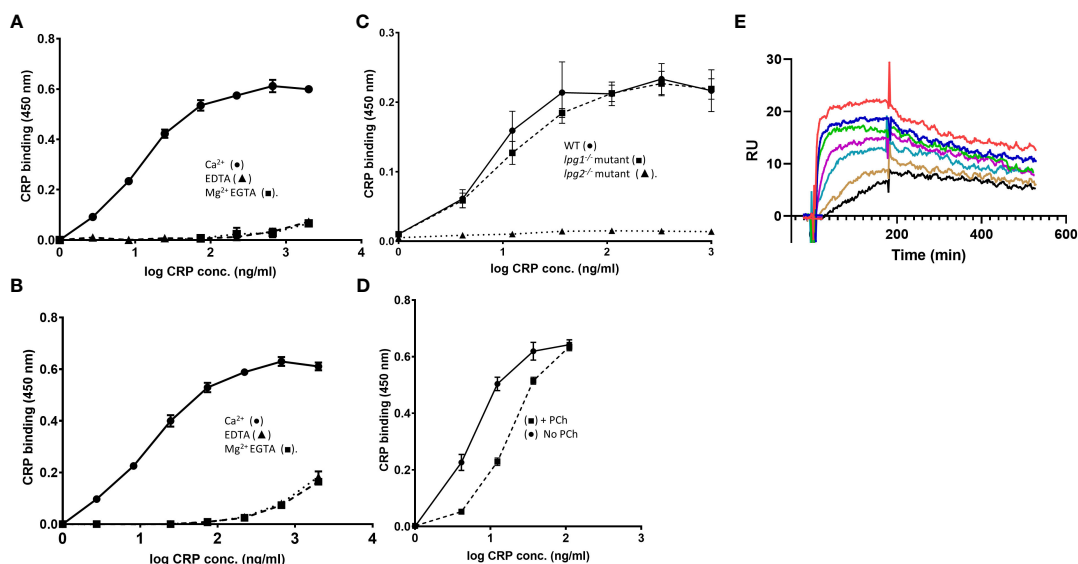 A
CRP binding (450 nm)
0.8
0.6
0.4
0.2
0.0
Ca²⁺ (●)
EDTA (▲)
Mg²⁺ EGTA (■).
0 1 2 3 4
log CRP conc. (ng/ml)
B
CRP binding (450 nm)
0.8
0.6
0.4
0.2
0.0
Ca²⁺ (●)
EDTA (▲)
Mg²⁺ EGTA (■).
0 1 2 3 4
log CRP conc. (ng/ml)
C
CRP binding (450 nm)
0.3
0.2
0.1
0.0
WT (●)
lpg1⁻/⁻ mutant (■)
lpg2⁻/⁻ mutant (▲).
0 1 2 3
log CRP conc. (ng/ml)
D
CRP binding (450 nm)
0.8
0.6
0.4
0.2
0.0
(■) + PCh
(●) No PCh
0 1 2 3
log CRP conc. (ng/ml)
E
RU
30
20
10
0
200 400 600
Time (min)